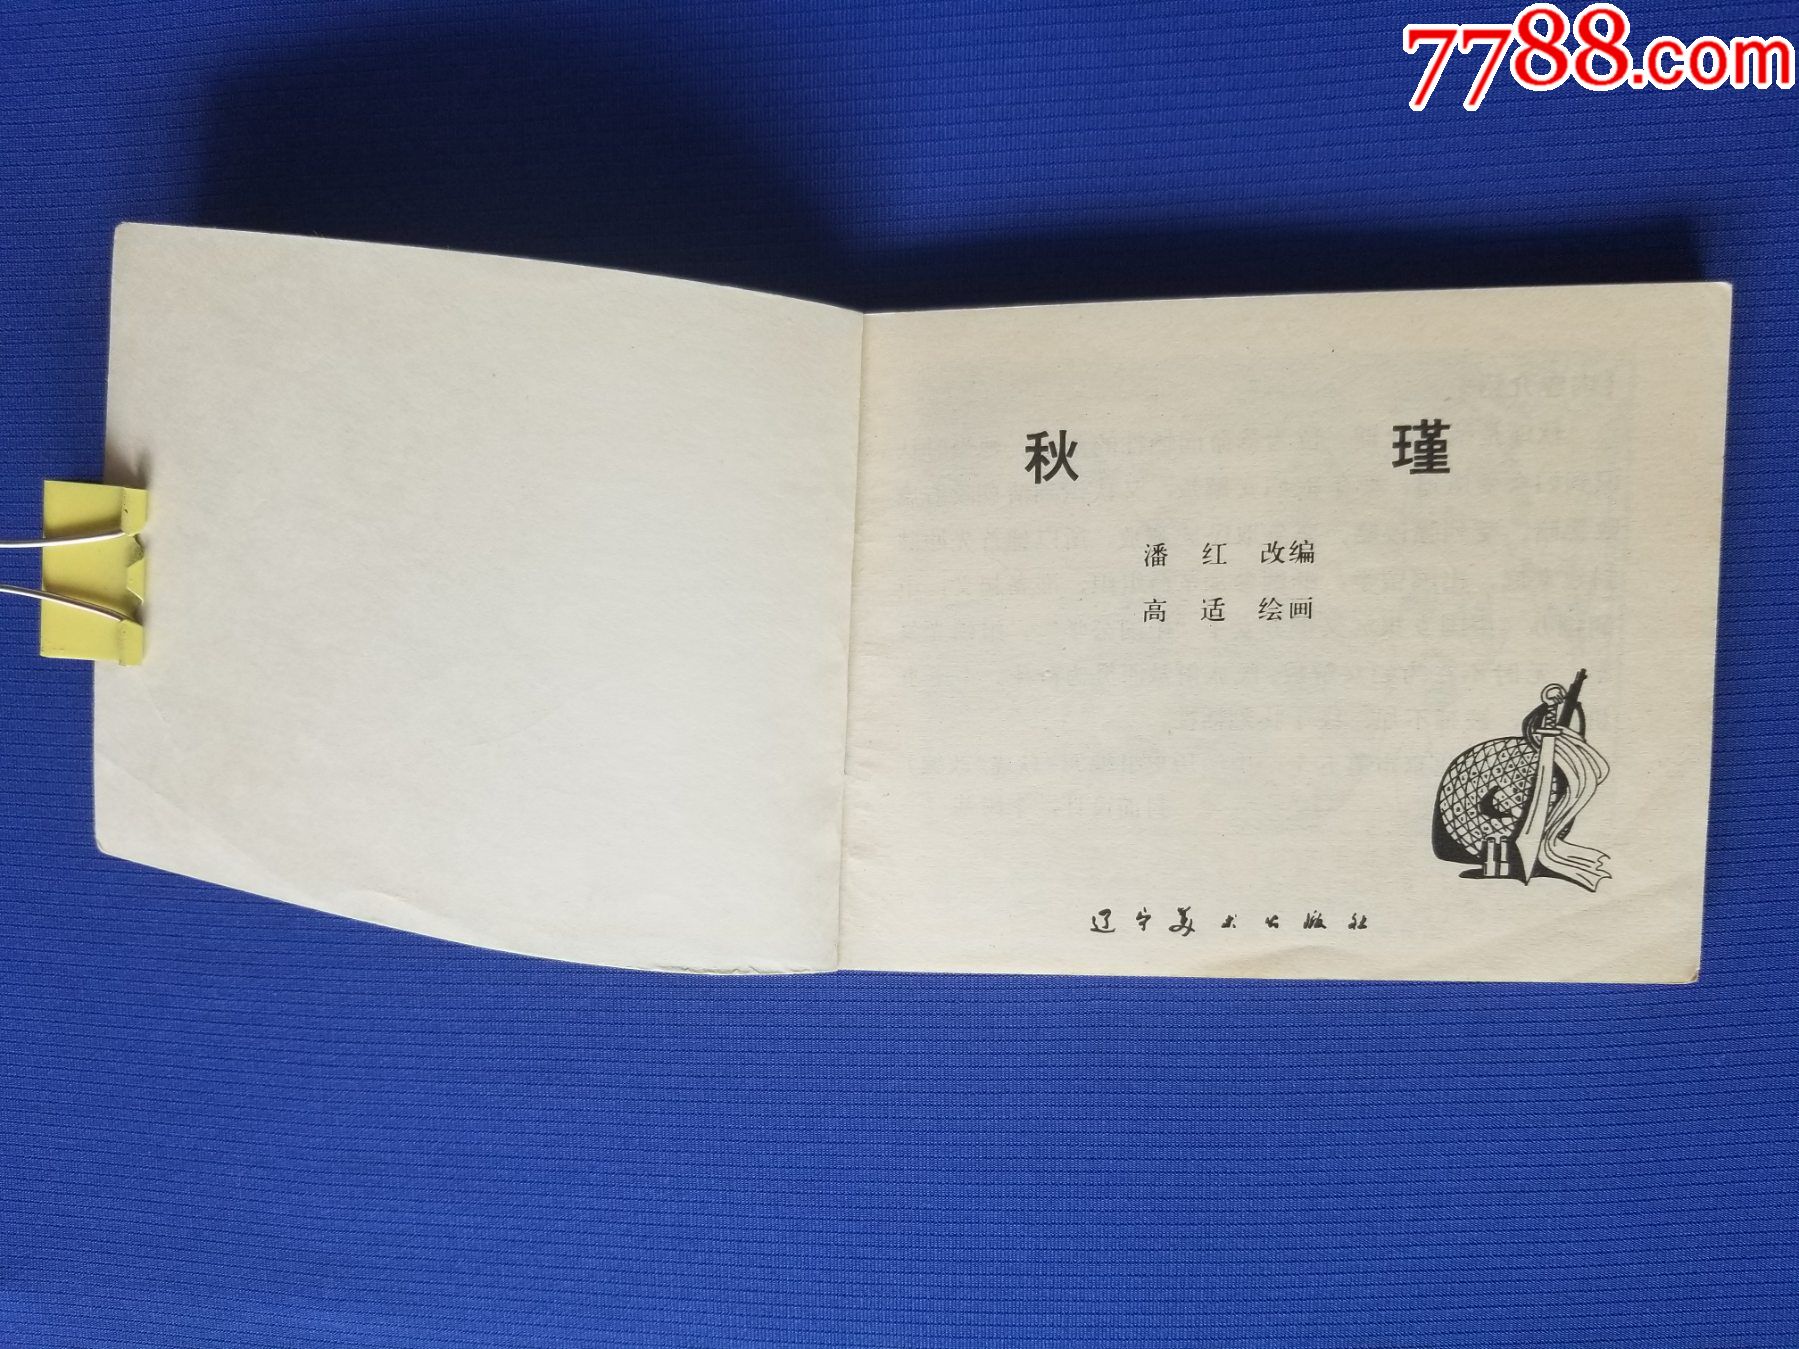 7788.com
秋 瑾
潘 红 改编
高 适 绘画
辽宁美术出版社